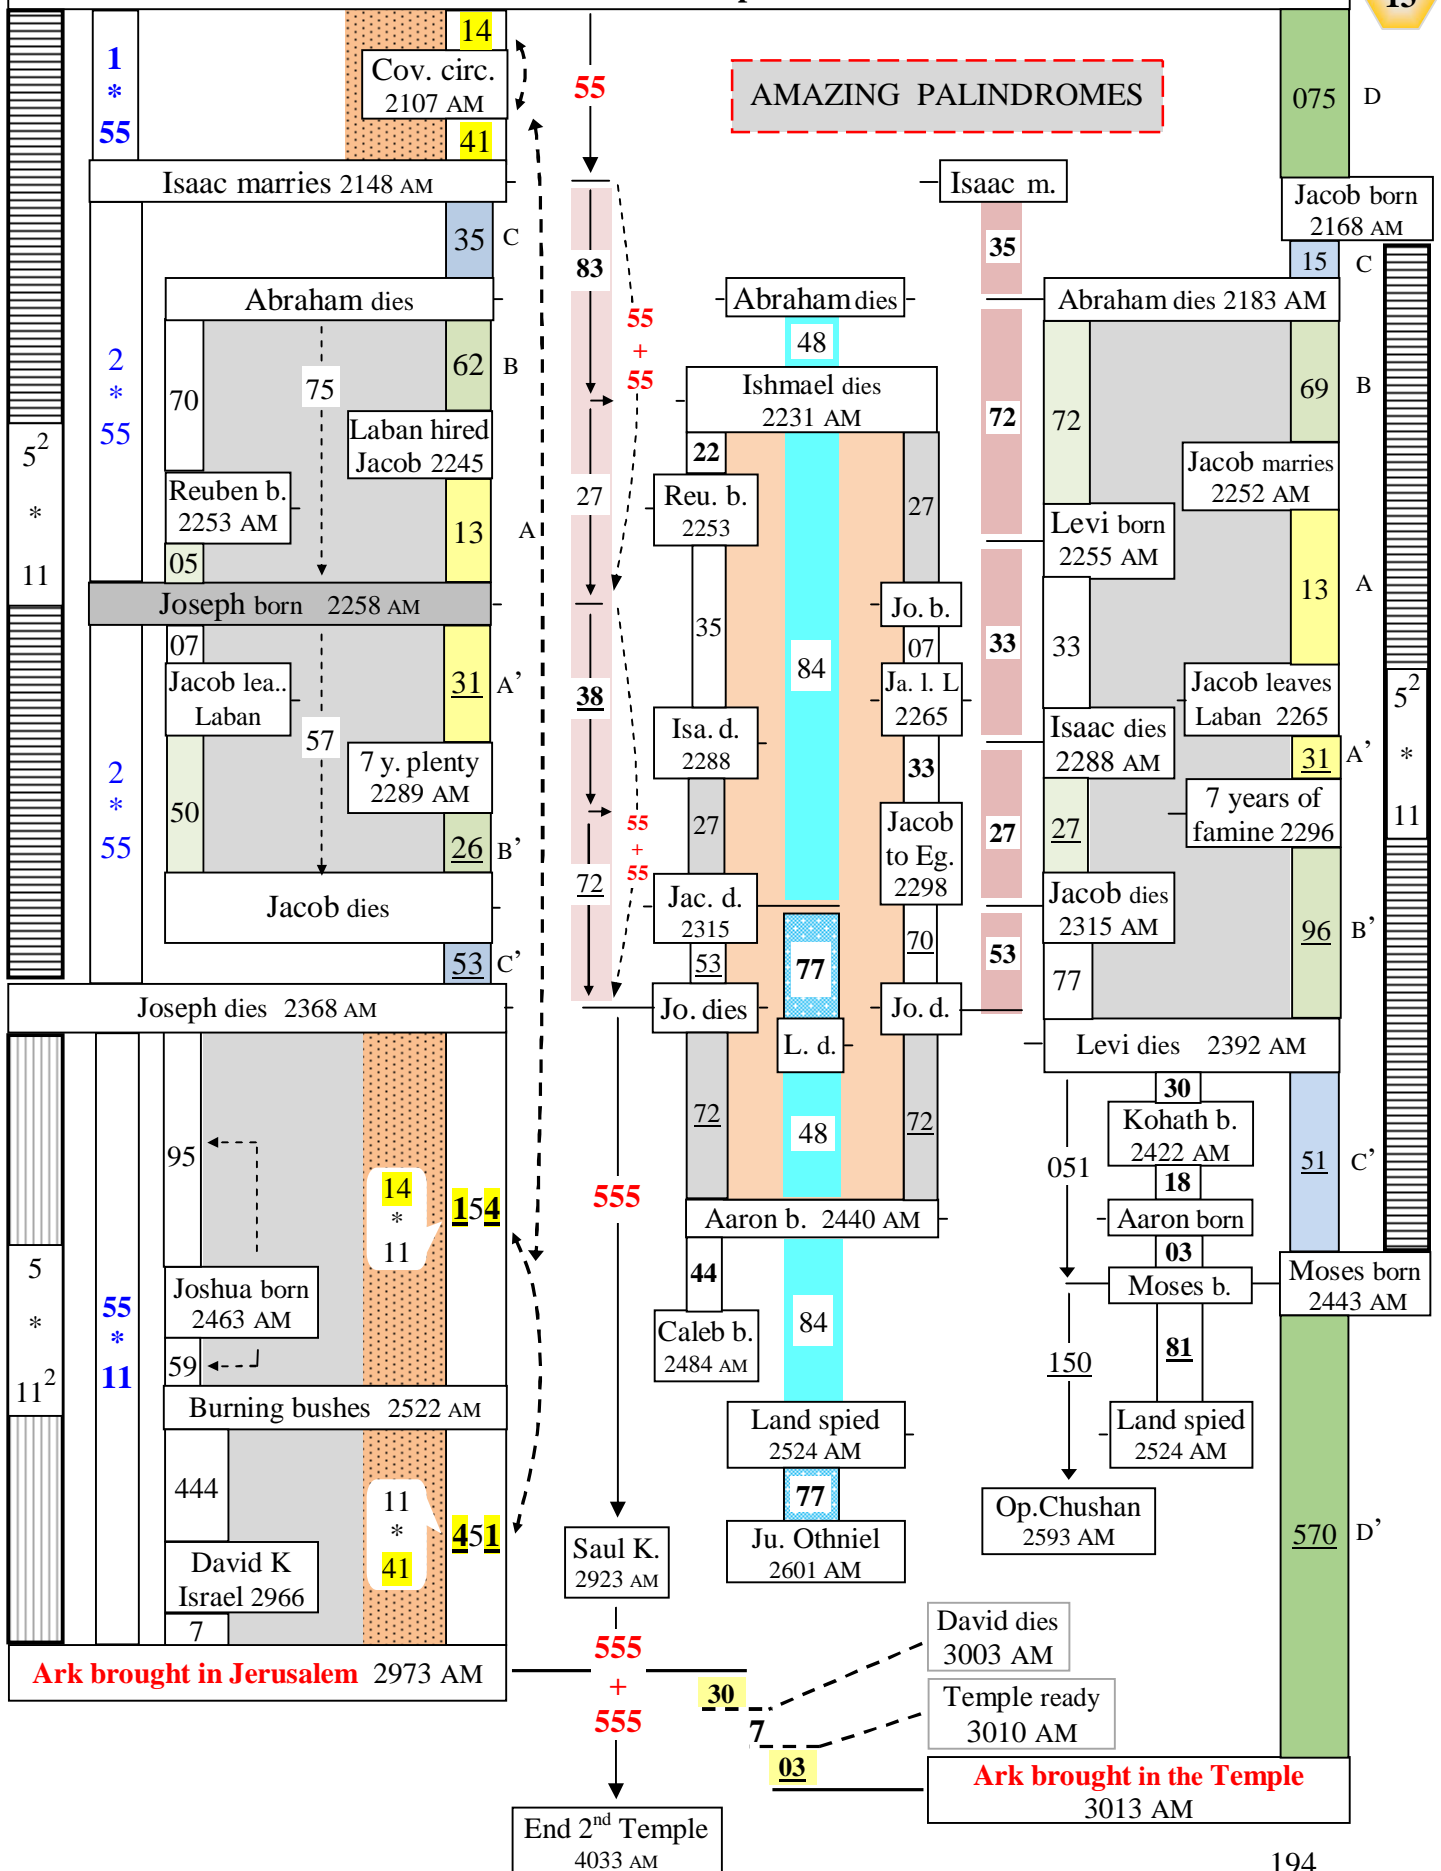 14
Cov. circ.
2107 AM
41
1
*
55
55
AMAZING PALINDROMES
075
D
Isaac marries 2148 AM
Isaac m.
Jacob born
2168 AM
35
C
83
35
15
C
Abraham dies
Abraham dies
Abraham dies 2183 AM
55
+
55
48
2
*
55
70
75
62
B
Ishmael dies
2231 AM
72
72
69
B
5²
*
11
Laban hired
Jacob 2245
22
27
Reuben b.
2253 AM
13
A
27
Reu. b.
2253
Levi born
2255 AM
Jacob marries
2252 AM
05
Joseph born 2258 AM
Jo. b.
13
A
07
31
A’
38
35
84
07
33
33
Jacob lea..
Laban
Ja. l. L
2265
Jacob leaves
Laban 2265
5²
*
11
57
Isa. d.
2288
Isaac dies
2288 AM
7 y. plenty
2289 AM
33
31
A’
2
*
55
50
26
B’
55
+
55
27
Jacob
to Eg.
2298
27
27
7 years of
famine 2296
72
Jacob dies
Jac. d.
2315
Jacob dies
2315 AM
96
B’
53
C’
53
77
70
53
77
Joseph dies 2368 AM
Jo. dies
Jo. d.
L. d.
Levi dies 2392 AM
30
Kohath b.
2422 AM
95
72
48
72
051
51
C’
14
*
11
154
555
18
Aaron b. 2440 AM
Aaron born
5
*
11²
55
*
11
44
03
Joshua born
2463 AM
Moses b.
Moses born
2443 AM
Caleb b.
2484 AM
84
59
150
81
Burning bushes 2522 AM
Land spied
2524 AM
Land spied
2524 AM
444
11
*
41
451
77
Op.Chushan
2593 AM
David K
Israel 2966
Saul K.
2923 AM
Ju. Othniel
2601 AM
570
D’
7
David dies
3003 AM
Ark brought in Jerusalem 2973 AM
555
+
555
30
Temple ready
3010 AM
7
03
Ark brought in the Temple
3013 AM
End 2nd Temple
4033 AM
194